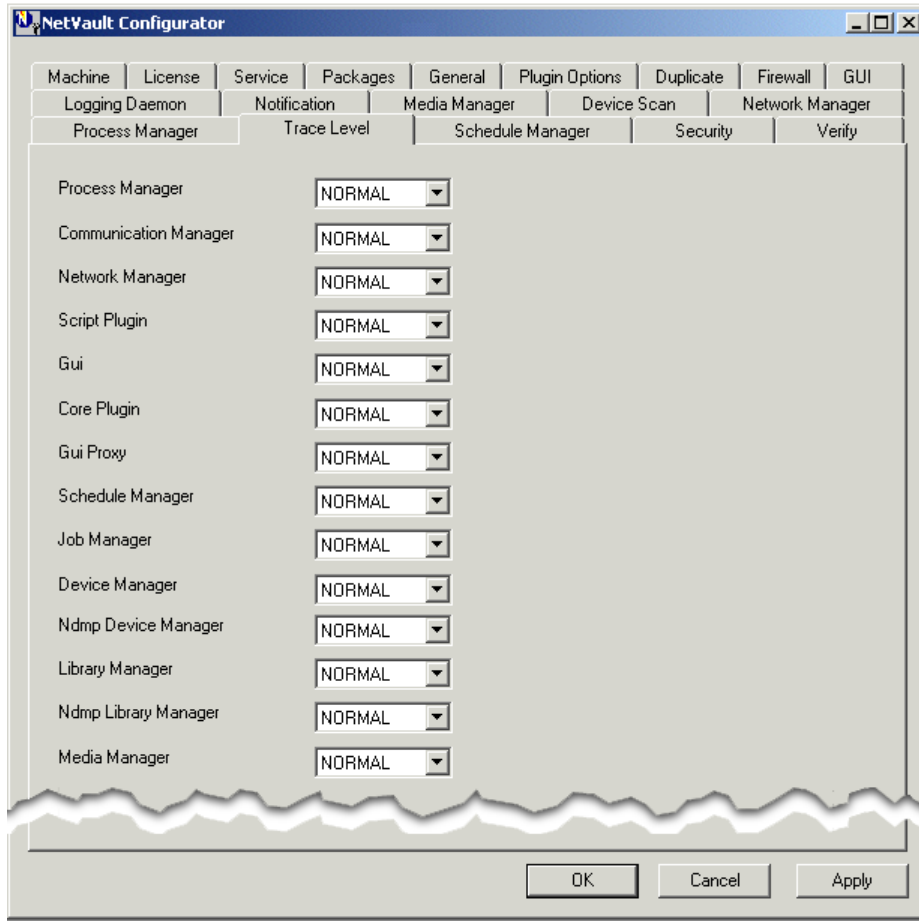 NetVault Configurator
Machine License Service Packages General Plugin Options Duplicate Firewall GUI
Logging Daemon Notification Media Manager Device Scan Network Manager
Process Manager Trace Level Schedule Manager Security Verify
Process Manager NORMAL
Communication Manager NORMAL
Network Manager NORMAL
Script Plugin NORMAL
Gui NORMAL
Core Plugin NORMAL
Gui Proxy NORMAL
Schedule Manager NORMAL
Job Manager NORMAL
Device Manager NORMAL
Ndmp Device Manager NORMAL
Library Manager NORMAL
Ndmp Library Manager NORMAL
Media Manager NORMAL
OK Cancel Apply